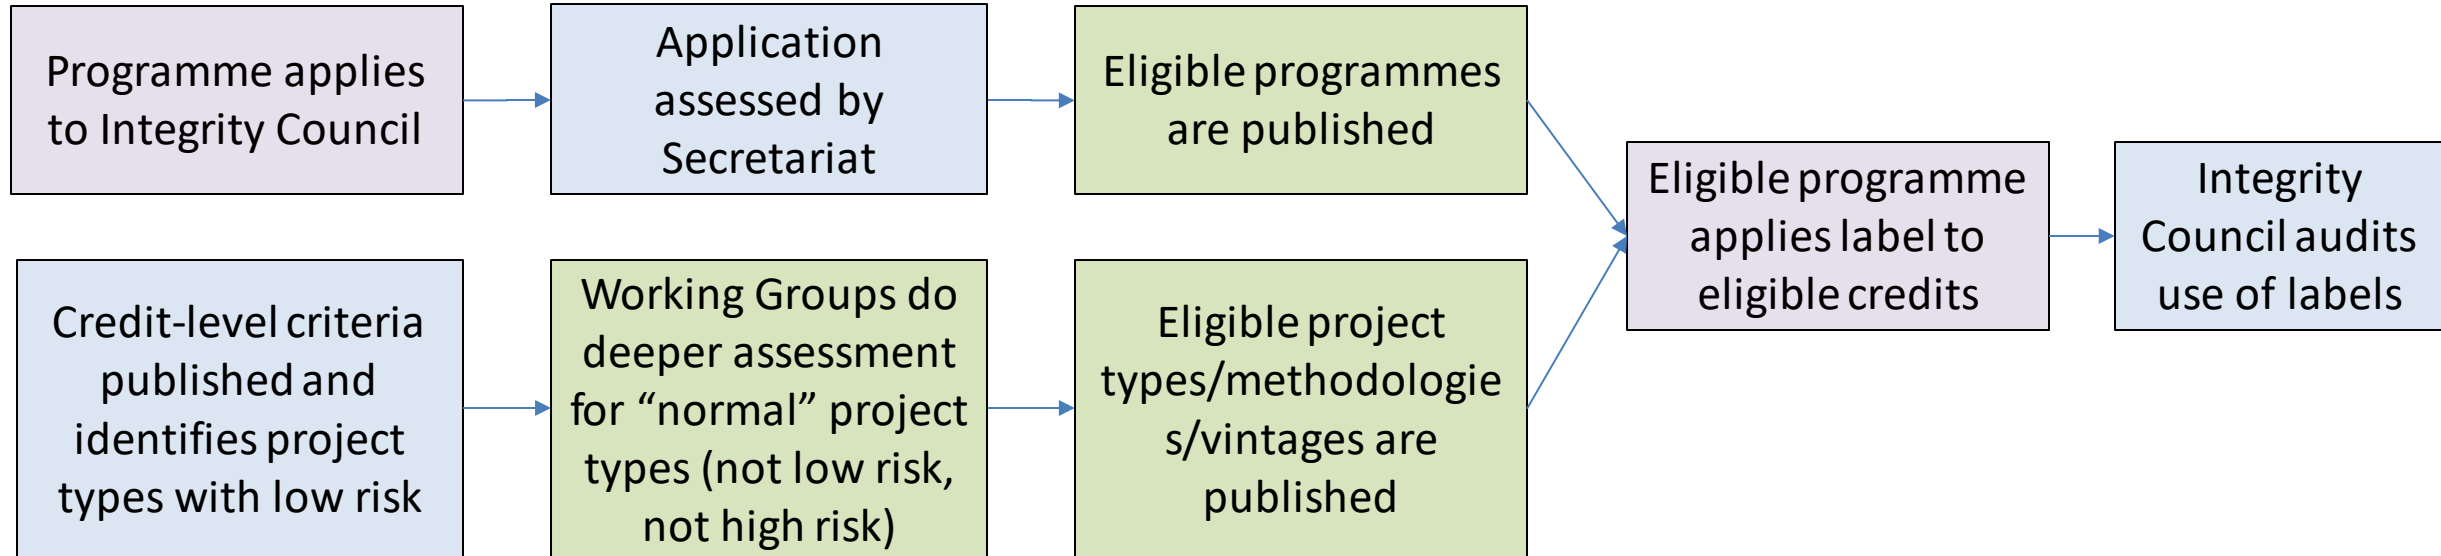 Programme applies
to Integrity Council
Application
assessed by
Secretariat
Eligible programmes
are published
Credit-level criteria
published and
identifies project
types with low risk
Working Groups do
deeper assessment
for “normal” project
types (not low risk,
not high risk)
Eligible project
types/methodologie
s/vintages are
published
Eligible programme
applies label to
eligible credits
Integrity
Council audits
use of labels